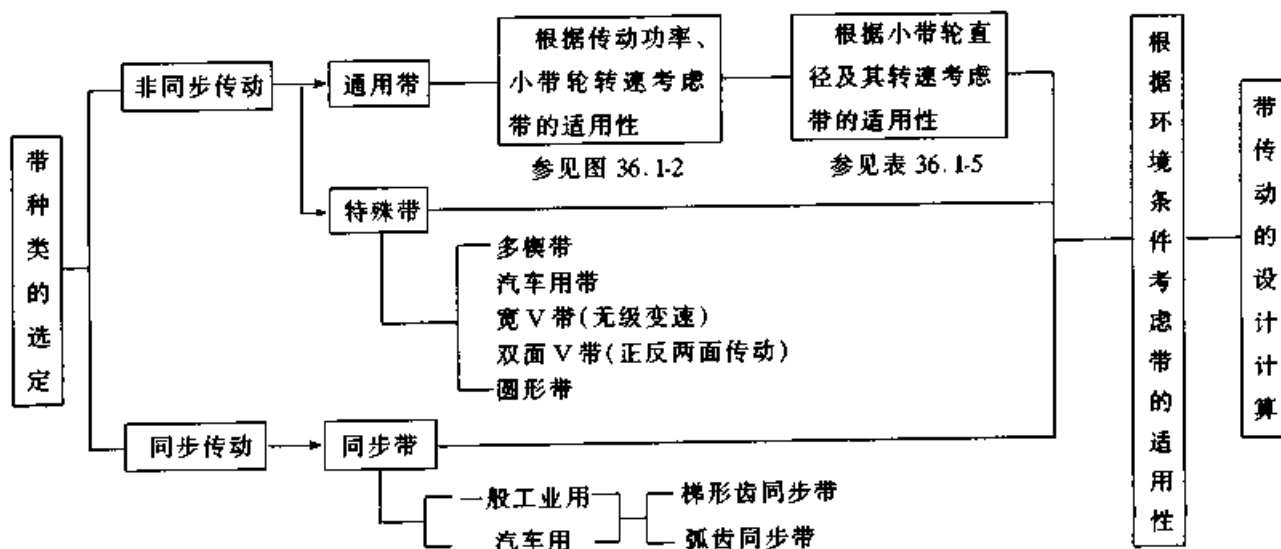 带种类的选定
非同步传动
通用带
根据传动功率、
小带轮转速考虑
带的适用性
参见图 36.1-2
根据小带轮直
径及其转速考虑
带的适用性
参见表 36.1-5
特殊带
多楔带
汽车用带
宽 V 带(无级变速)
双面 V 带(正反两面传动)
圆形带
同步传动
同步带
一般工业用
汽车用
梯形齿同步带
弧齿同步带
根据环境条件考虑带的适用性
带传动的设计计算